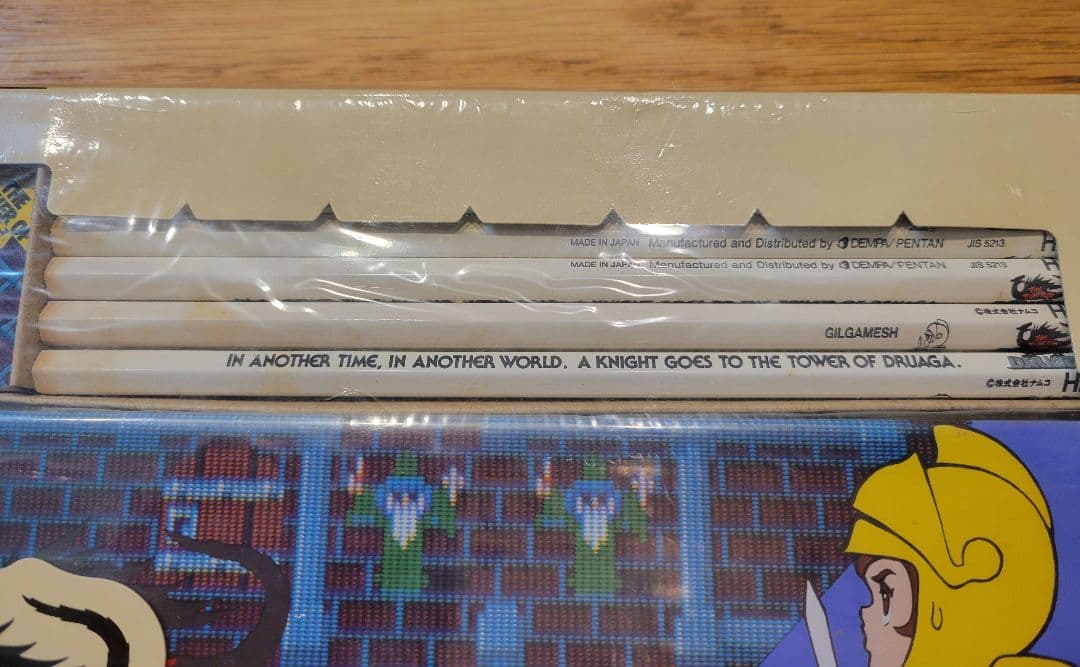 THE
MADE IN JAPAN Manufactured and Distributed by DEMPA/PENTAN JIS 5213 H
MADE IN JAPAN Manufactured and Distributed by DEMPA/PENTAN JIS 5213
©株式会社ナムコ H
GILGAMESH
IN ANOTHER TIME, IN ANOTHER WORLD. A KNIGHT GOES TO THE TOWER OF DRUAGA.
©株式会社ナムコ H